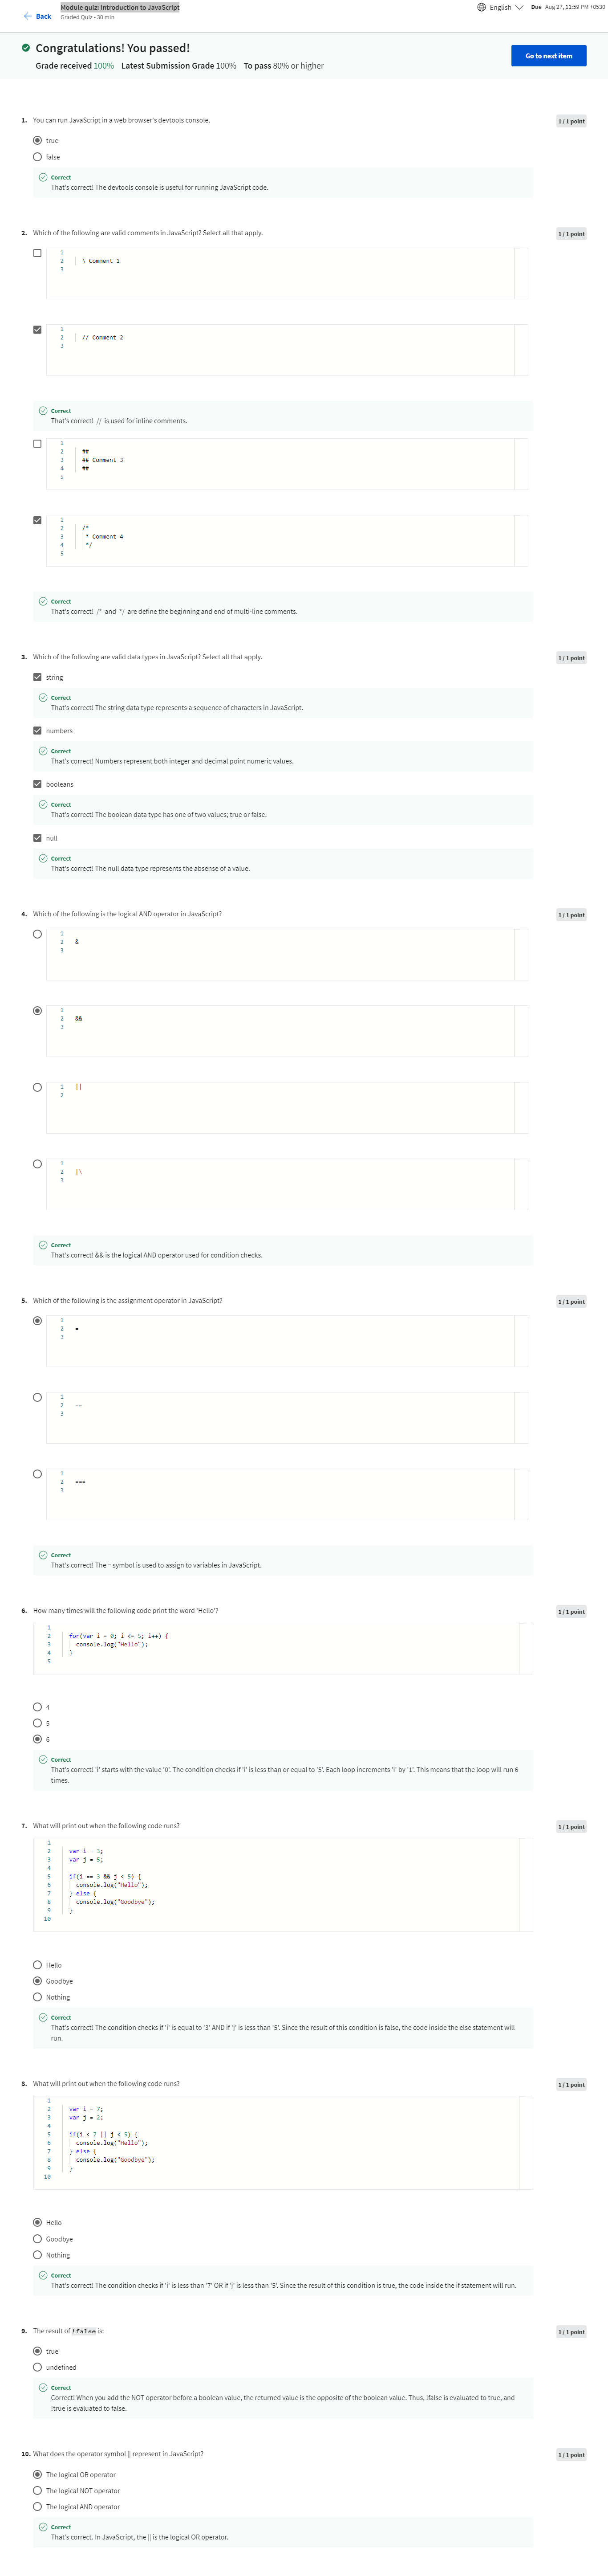 Back
Module quiz: Introduction to JavaScript
Graded Quiz • 30 min
English
Due Aug 27, 11:59 PM +0530
Congratulations! You passed!
Grade received 100% Latest Submission Grade 100% To pass 80% or higher
Go to next item
1. You can run JavaScript in a web browser's devtools console.
1 / 1 point
true
false
Correct
That's correct! The devtools console is useful for running JavaScript code.
2. Which of the following are valid comments in JavaScript? Select all that apply.
1 / 1 point
1
2 \ Comment 1
3
1
2 // Comment 2
3
Correct
That's correct! // is used for inline comments.
1
2 ##
3 ## Comment 3
4 ##
5
1
2 /*
3 * Comment 4
4 */
5
Correct
That's correct! /* and */ are define the beginning and end of multi-line comments.
3. Which of the following are valid data types in JavaScript? Select all that apply.
1 / 1 point
string
Correct
That's correct! The string data type represents a sequence of characters in JavaScript.
numbers
Correct
That's correct! Numbers represent both integer and decimal point numeric values.
booleans
Correct
That's correct! The boolean data type has one of two values; true or false.
null
Correct
That's correct! The null data type represents the absense of a value.
4. Which of the following is the logical AND operator in JavaScript?
1 / 1 point
1
2 &
3
1
2 &&
3
1 ||
2
1
2 |\
3
Correct
That's correct! && is the logical AND operator used for condition checks.
5. Which of the following is the assignment operator in JavaScript?
1 / 1 point
1
2 =
3
1
2 ==
3
1
2 ===
3
Correct
That's correct! The = symbol is used to assign to variables in JavaScript.
6. How many times will the following code print the word 'Hello'?
1 / 1 point
1
2 for(var i = 0; i <= 5; i++) {
3 console.log("Hello");
4 }
5
4
5
6
Correct
That's correct! 'i' starts with the value '0'. The condition checks if 'i' is less than or equal to '5'. Each loop increments 'i' by '1'. This means that the loop will run 6
times.
7. What will print out when the following code runs?
1 / 1 point
1
2 var i = 3;
3 var j = 5;
4
5 if(i == 3 && j < 5) {
6 console.log("Hello");
7 } else {
8 console.log("Goodbye");
9 }
10
Hello
Goodbye
Nothing
Correct
That's correct! The condition checks if 'i' is equal to '3' AND if 'j' is less than '5'. Since the result of this condition is false, the code inside the else statement will
run.
8. What will print out when the following code runs?
1 / 1 point
1
2 var i = 7;
3 var j = 2;
4
5 if(i < 7 || j < 5) {
6 console.log("Hello");
7 } else {
8 console.log("Goodbye");
9 }
10
Hello
Goodbye
Nothing
Correct
That's correct! The condition checks if 'i' is less than '7' OR if 'j' is less than '5'. Since the result of this condition is true, the code inside the if statement will run.
9. The result of !false is:
1 / 1 point
true
undefined
Correct
Correct! When you add the NOT operator before a boolean value, the returned value is the opposite of the boolean value. Thus, !false is evaluated to true, and
!true is evaluated to false.
10. What does the operator symbol || represent in JavaScript?
1 / 1 point
The logical OR operator
The logical NOT operator
The logical AND operator
Correct
That's correct. In JavaScript, the || is the logical OR operator.